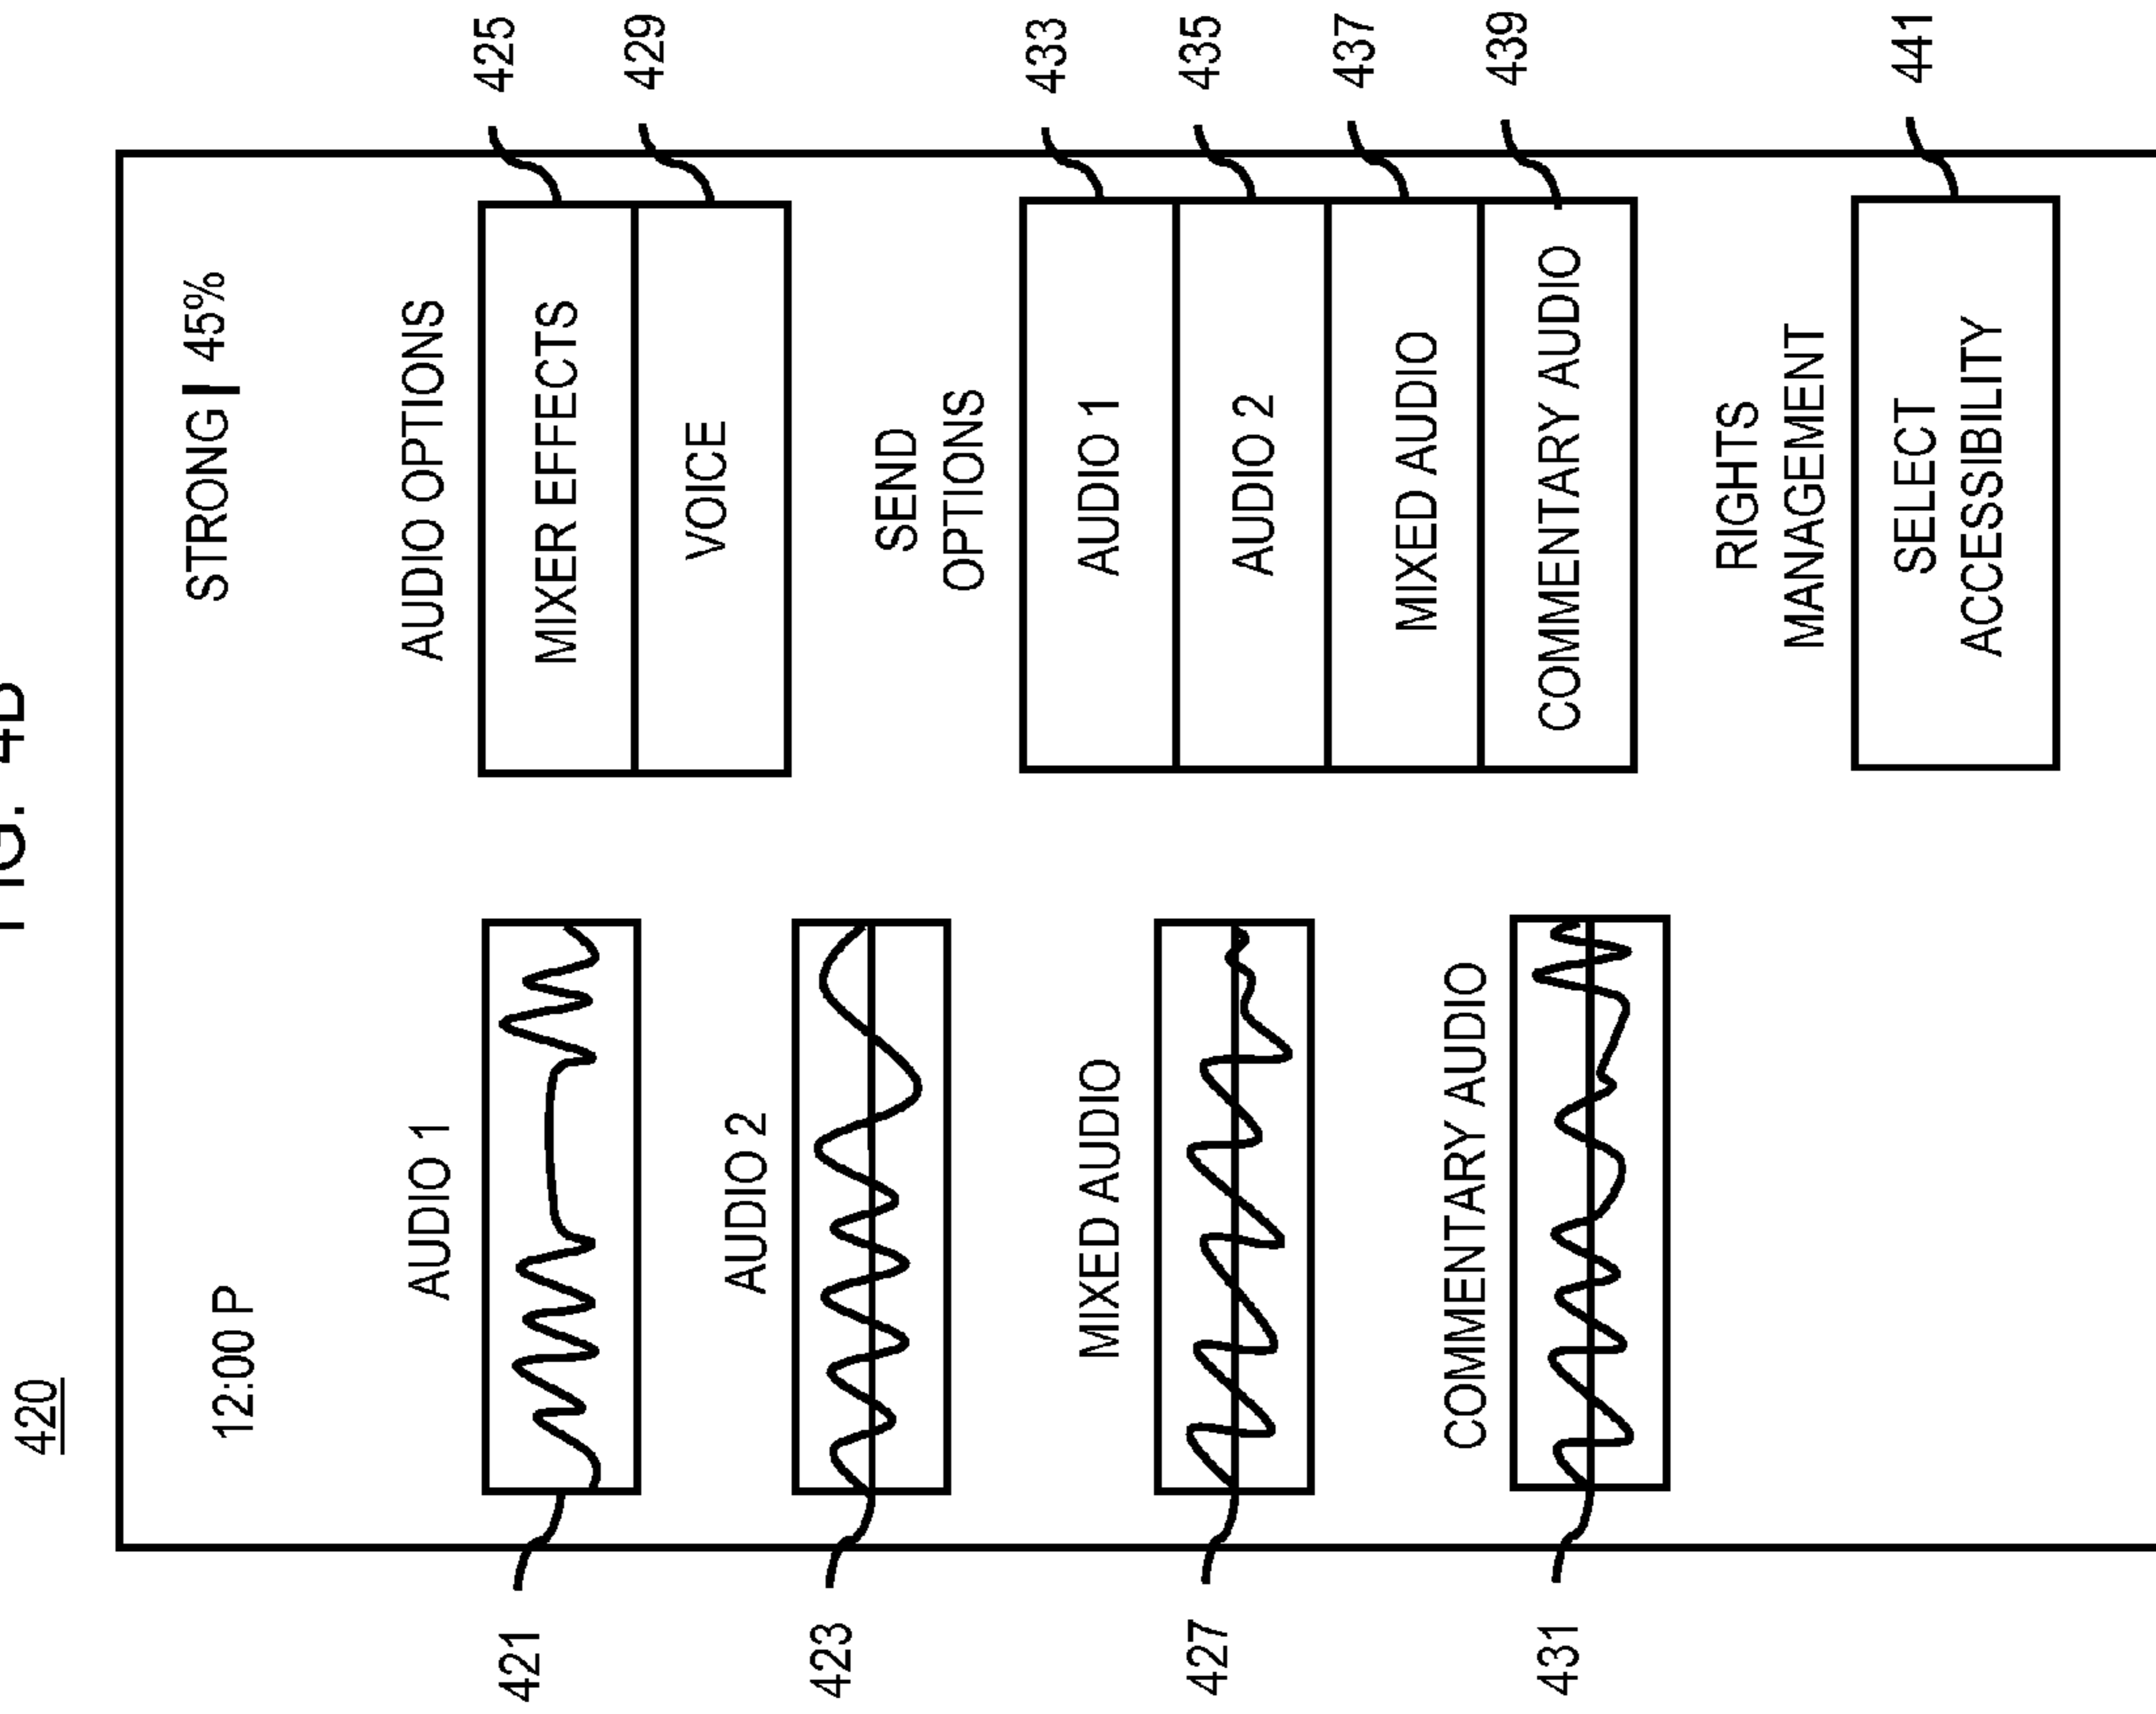 420
12:00 P
STRONG 45%
AUDIO 1
421
AUDIO 2
423
MIXED AUDIO
427
COMMENTARY AUDIO
431
AUDIO OPTIONS
MIXER EFFECTS
425
VOICE
429
SEND
OPTIONS
AUDIO 1
433
AUDIO 2
435
MIXED AUDIO
437
COMMENTARY AUDIO
439
RIGHTS
MANAGEMENT
SELECT
ACCESSIBILITY
441